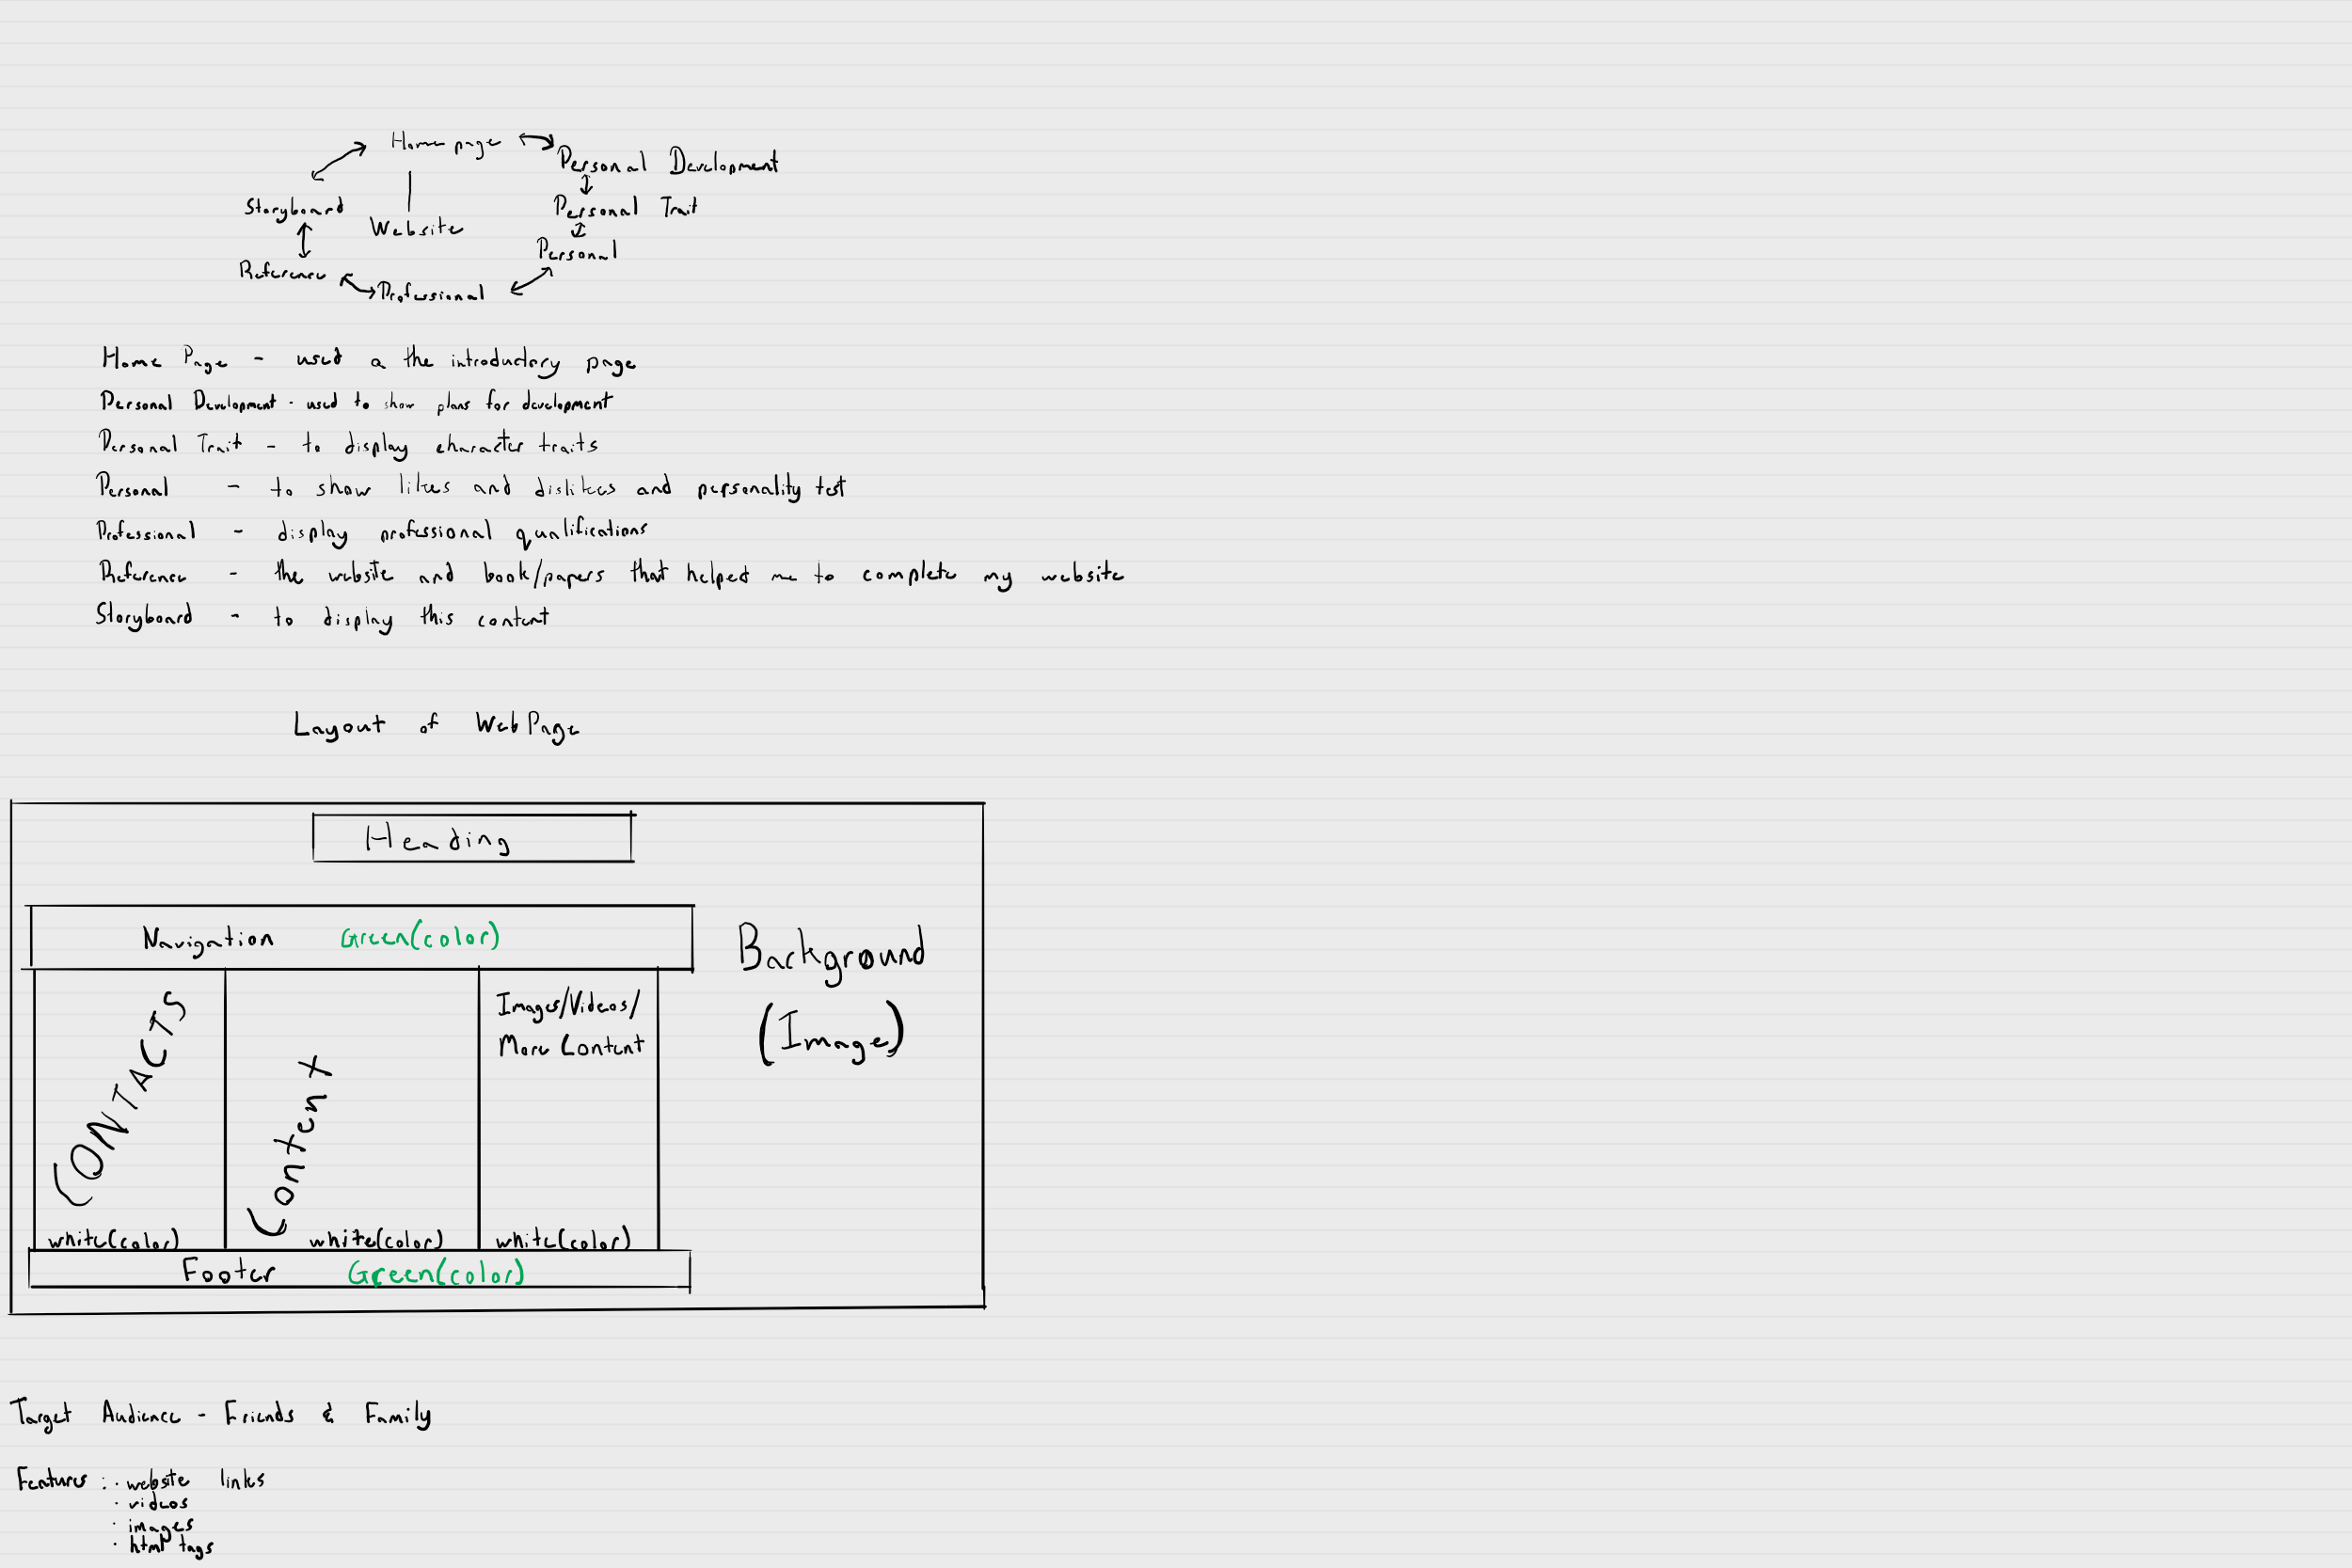 Home page
Personal Development
Storyboard
Personal Trait
Website
Personal
Reference
Professional
Home Page - used a the introductory page
Personal Development - used to show plans for development
Personal Trait - to display character traits
Personal - to show likes and dislikes and personality test
Professional - display professional qualifications
Reference - the website and book/papers that helped me to complete my website
Storyboard - to display this content
Layout of WebPage
Heading
Navigation Green(color)
Background
(Image)
CONTACTS
Content
Images/Videos/
More Content
white(color)
white(color)
white(color)
Footer Green(color)
Target Audience - Friends & Family
Features : · website links
· videos
· images
· html tags